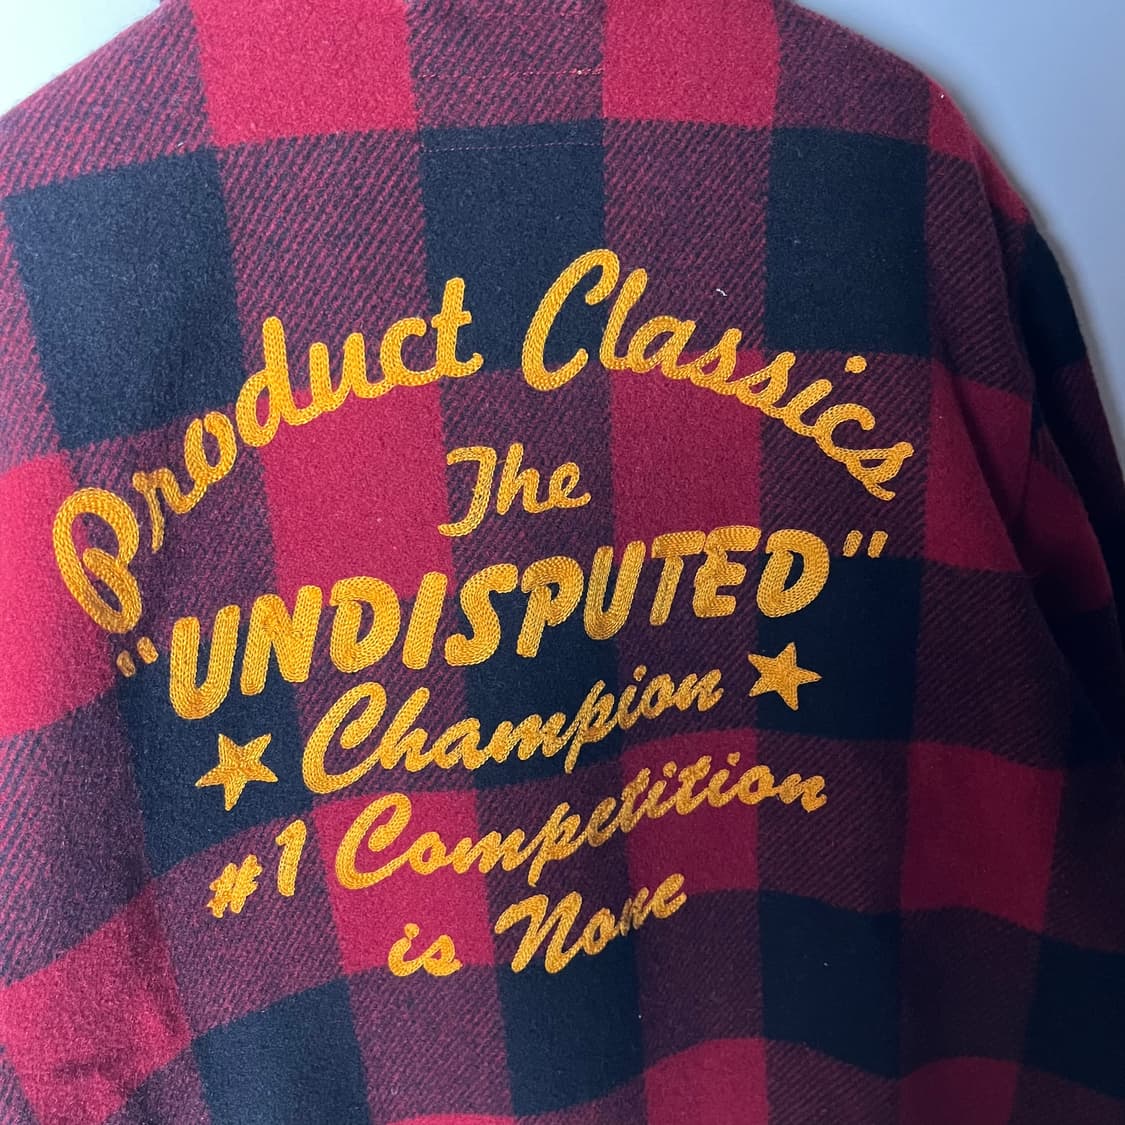 Product Classics
The
"UNDISPUTED"
Champion
#1 Competition
is None